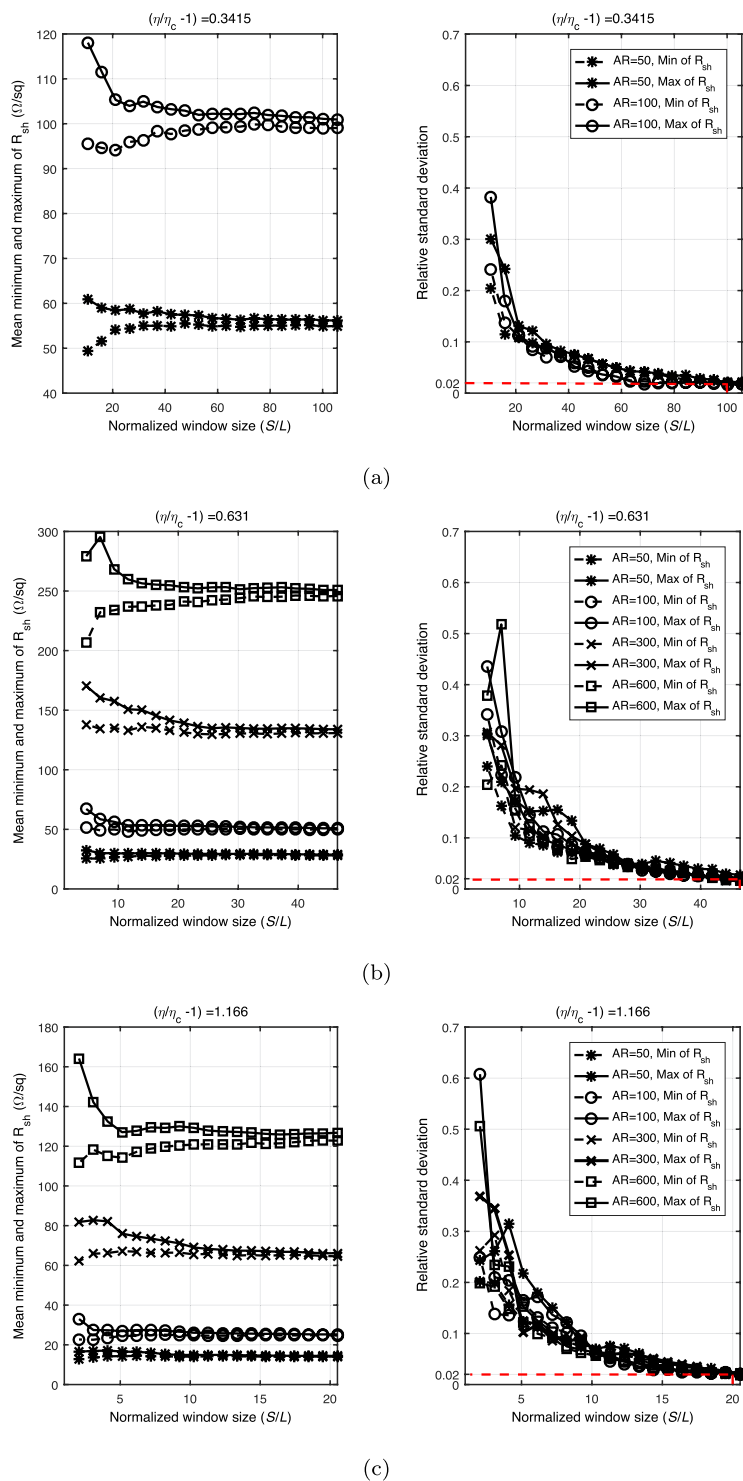 (η/η_c -1) =0.3415
Mean minimum and maximum of R_sh (Ω/sq)
120
110
100
90
80
70
60
50
40
20 40 60 80 100
Normalized window size (S/L)
(η/η_c -1) =0.3415
Relative standard deviation
0.7
0.6
0.5
0.4
0.3
0.2
0.1
0.02
0
20 40 60 80 100
Normalized window size (S/L)
AR=50, Min of R_sh
AR=50, Max of R_sh
AR=100, Min of R_sh
AR=100, Max of R_sh
(a)
(η/η_c -1) =0.631
Mean minimum and maximum of R_sh (Ω/sq)
300
250
200
150
100
50
0
10 20 30 40
Normalized window size (S/L)
(η/η_c -1) =0.631
Relative standard deviation
0.7
0.6
0.5
0.4
0.3
0.2
0.1
0.02
0
10 20 30 40
Normalized window size (S/L)
AR=50, Min of R_sh
AR=50, Max of R_sh
AR=100, Min of R_sh
AR=100, Max of R_sh
AR=300, Min of R_sh
AR=300, Max of R_sh
AR=600, Min of R_sh
AR=600, Max of R_sh
(b)
(η/η_c -1) =1.166
Mean minimum and maximum of R_sh (Ω/sq)
180
160
140
120
100
80
60
40
20
0
5 10 15 20
Normalized window size (S/L)
(η/η_c -1) =1.166
Relative standard deviation
0.7
0.6
0.5
0.4
0.3
0.2
0.1
0.02
0
5 10 15 20
Normalized window size (S/L)
AR=50, Min of R_sh
AR=50, Max of R_sh
AR=100, Min of R_sh
AR=100, Max of R_sh
AR=300, Min of R_sh
AR=300, Max of R_sh
AR=600, Min of R_sh
AR=600, Max of R_sh
(c)